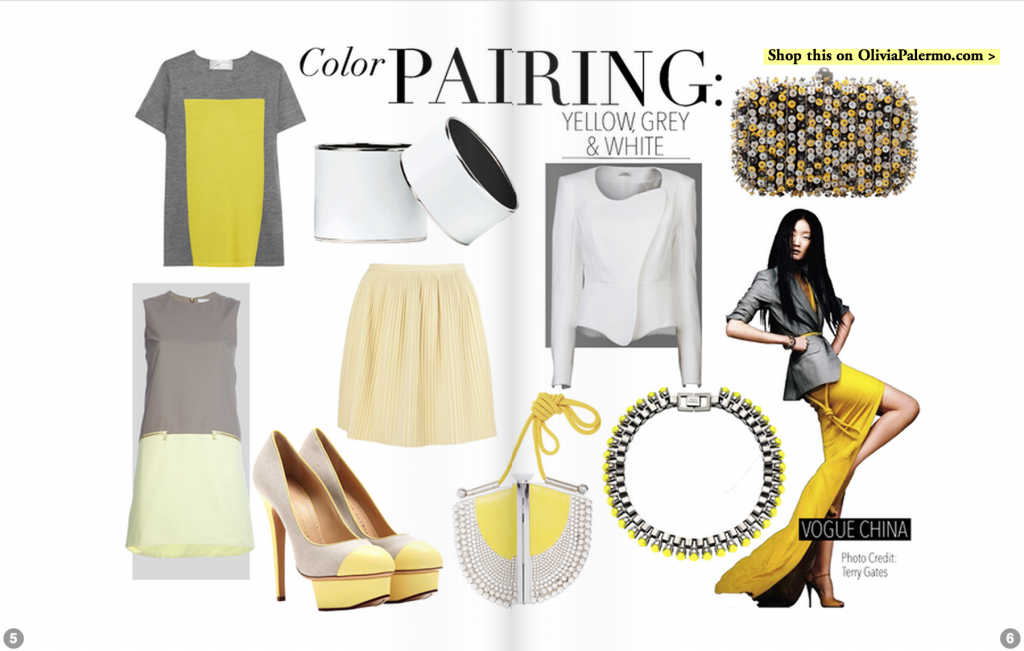 Color PAIRING:
YELLOW, GREY
& WHITE
Shop this on OliviaPalermo.com >
VOGUE CHINA
Photo Credit:
Terry Gates
5
6